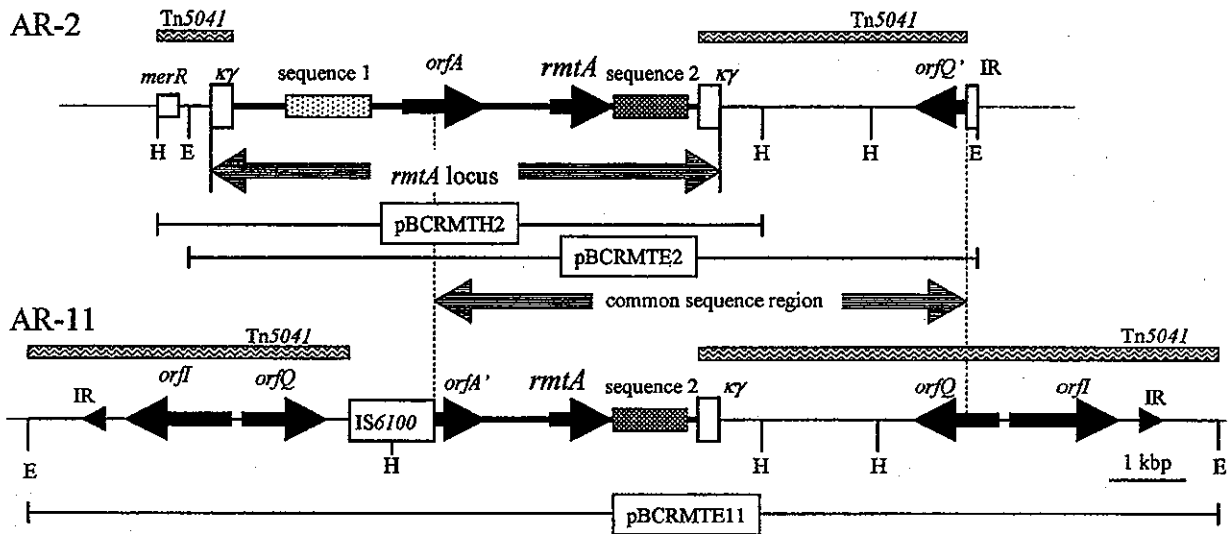 AR-2
Tn5041 Tn5041
merR κγ sequence 1 orfA rmtA sequence 2 κγ orfQ' IR
H E H H E
rmtA locus
pBCRMTH2
pBCRMTE2
common sequence region
AR-11
Tn5041 Tn5041
IR orfI orfQ orfA' rmtA sequence 2 κγ orfQ orfI IR
IS6100
E H H H E
1 kbp
pBCRMTE11